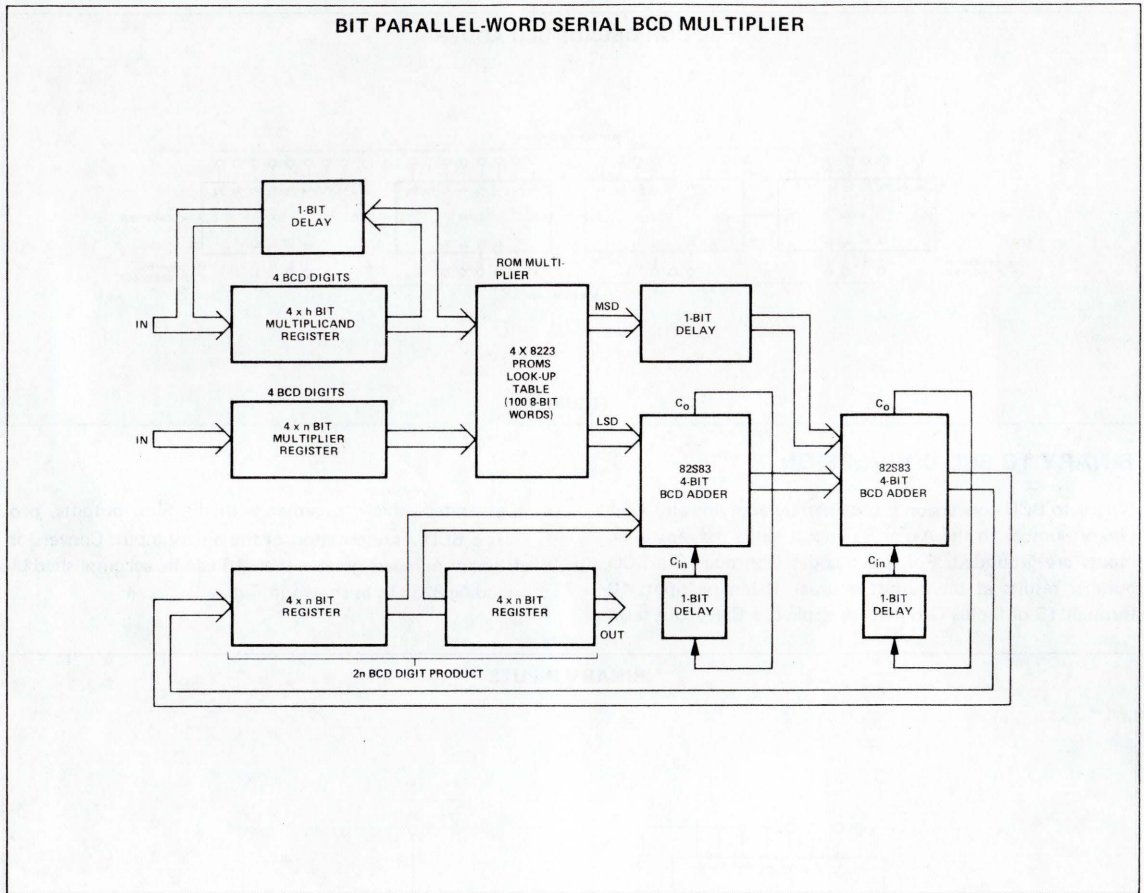 BIT PARALLEL-WORD SERIAL BCD MULTIPLIER
1-BIT
DELAY
4 BCD DIGITS
IN
4 x h BIT
MULTIPLICAND
REGISTER
4 BCD DIGITS
IN
4 x n BIT
MULTIPLIER
REGISTER
ROM MULTI-
PLIER
4 X 8223
PROMS
LOOK-UP
TABLE
(100 8-BIT
WORDS)
MSD
1-BIT
DELAY
LSD
Co
82S83
4-BIT
BCD ADDER
Cin
1-BIT
DELAY
Co
82S83
4-BIT
BCD ADDER
Cin
1-BIT
DELAY
4 x n BIT
REGISTER
4 x n BIT
REGISTER
OUT
2n BCD DIGIT PRODUCT